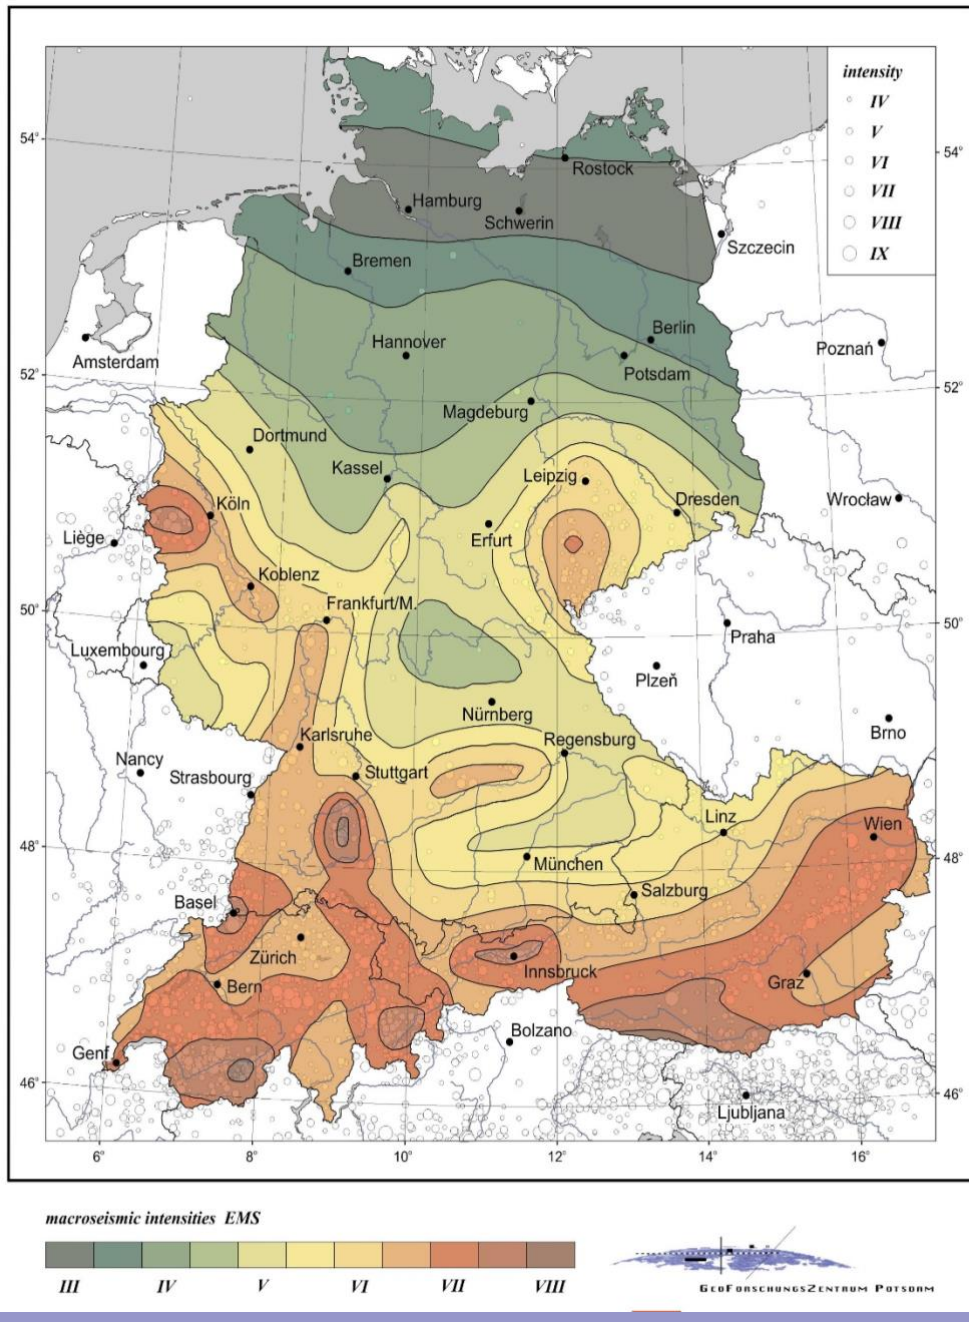 intensity
IV
V
VI
VII
VIII
IX
54°
54°
Rostock
Hamburg
Schwerin
Szczecin
Bremen
Berlin
Hannover
Poznań
Amsterdam
Potsdam
52°
52°
Magdeburg
Dortmund
Kassel
Leipzig
Dresden
Wrocław
Köln
Liège
Erfurt
Koblenz
Frankfurt/M.
50°
50°
Praha
Luxembourg
Plzeň
Nürnberg
Brno
Karlsruhe
Regensburg
Nancy
Strasbourg
Stuttgart
Linz
Wien
48°
48°
München
Salzburg
Basel
Zürich
Innsbruck
Graz
Bern
Bolzano
Genf
46°
46°
Ljubljana
6° 8° 10° 12° 14° 16°
macroseismic intensities EMS
III IV V VI VII VIII
GEOFORSCHUNGSZENTRUM POTSDAM